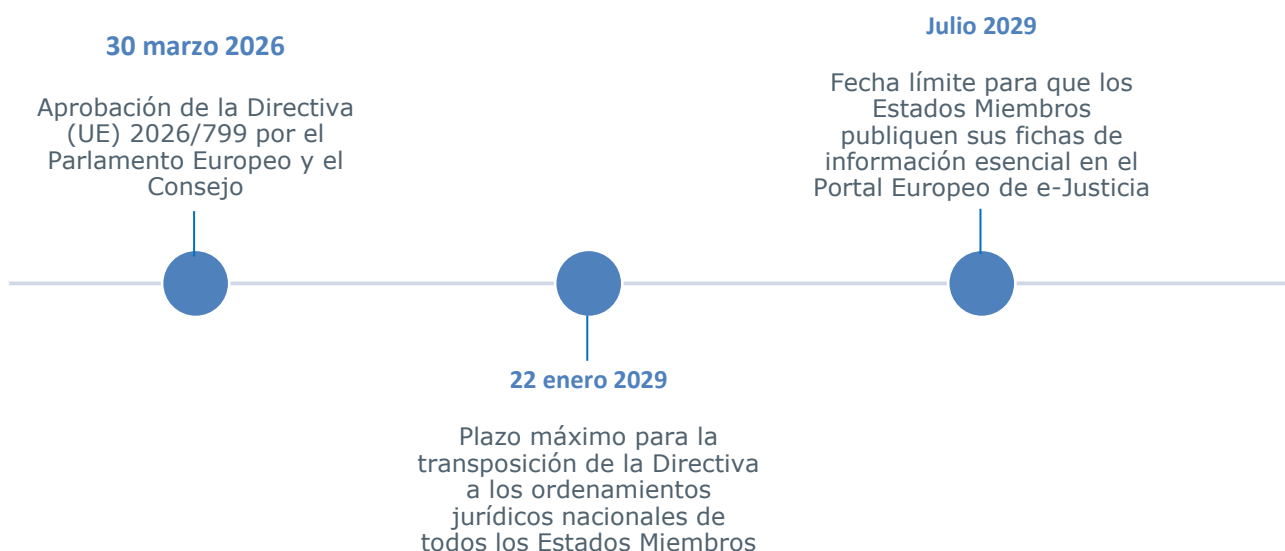 30 marzo 2026
Aprobación de la Directiva
(UE) 2026/799 por el
Parlamento Europeo y el
Consejo
22 enero 2029
Plazo máximo para la
transposición de la Directiva
a los ordenamientos
jurídicos nacionales de
todos los Estados Miembros
Julio 2029
Fecha límite para que los
Estados Miembros
publiquen sus fichas de
información esencial en el
Portal Europeo de e-Justicia